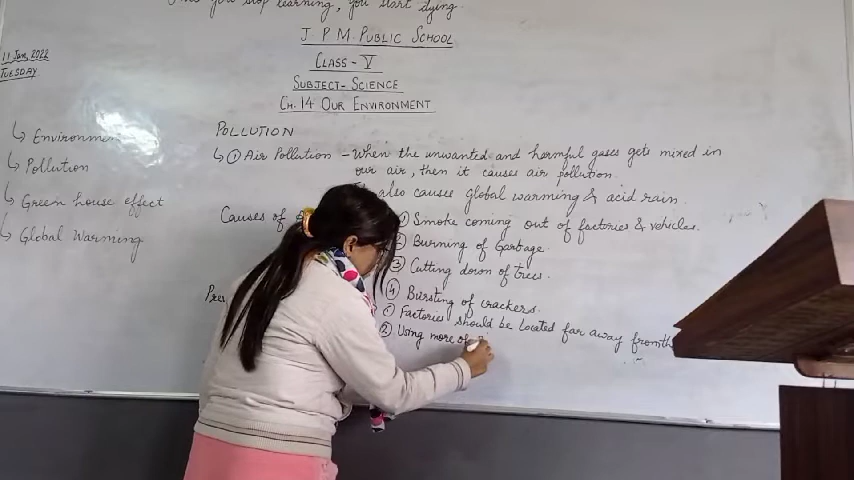 you stop learning, you start dying.
J. P M. PUBLIC SCHOOL
CLASS - V
SUBJECT- SCIENCE
CH. 14 OUR ENVIRONMENT
11 Jan, 2022
TUESDAY
↳ Environmen
↳ Pollution
↳ Green house effect
↳ Global Warming
POLLUTION
↳ ① Air Pollution - When the unwanted and harmful gases gets mixed in
our air, then it causes air pollution.
also causes global warming & acid rain.
Causes of
① Smoke coming out of factories & vehicles.
② Burning of Garbage.
③ Cutting down of trees.
④ Bursting of crackers.
① Factories should be located far away from th
② Using more of